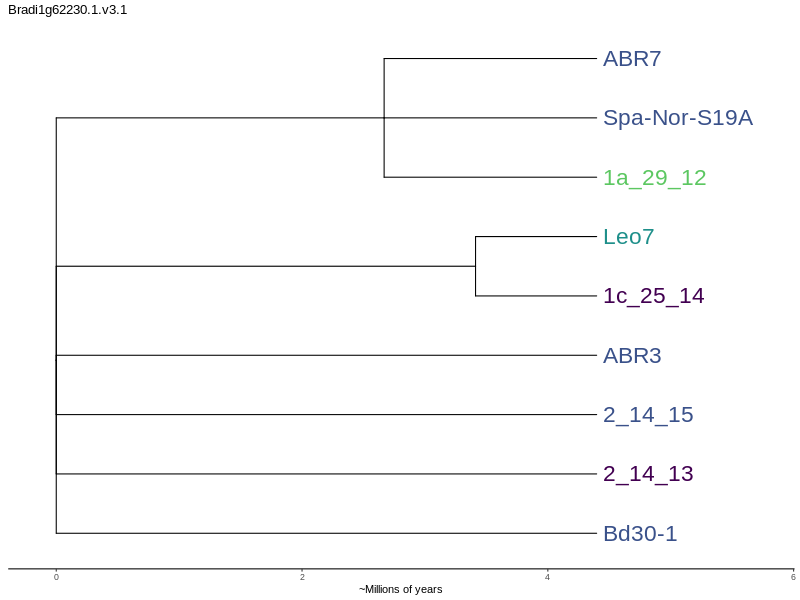 Bradi1g62230.1.v3.1
ABR7
Spa-Nor-S19A
1a_29_12
Leo7
1c_25_14
ABR3
2_14_15
2_14_13
Bd30-1
0 2 4 6
~Millions of years